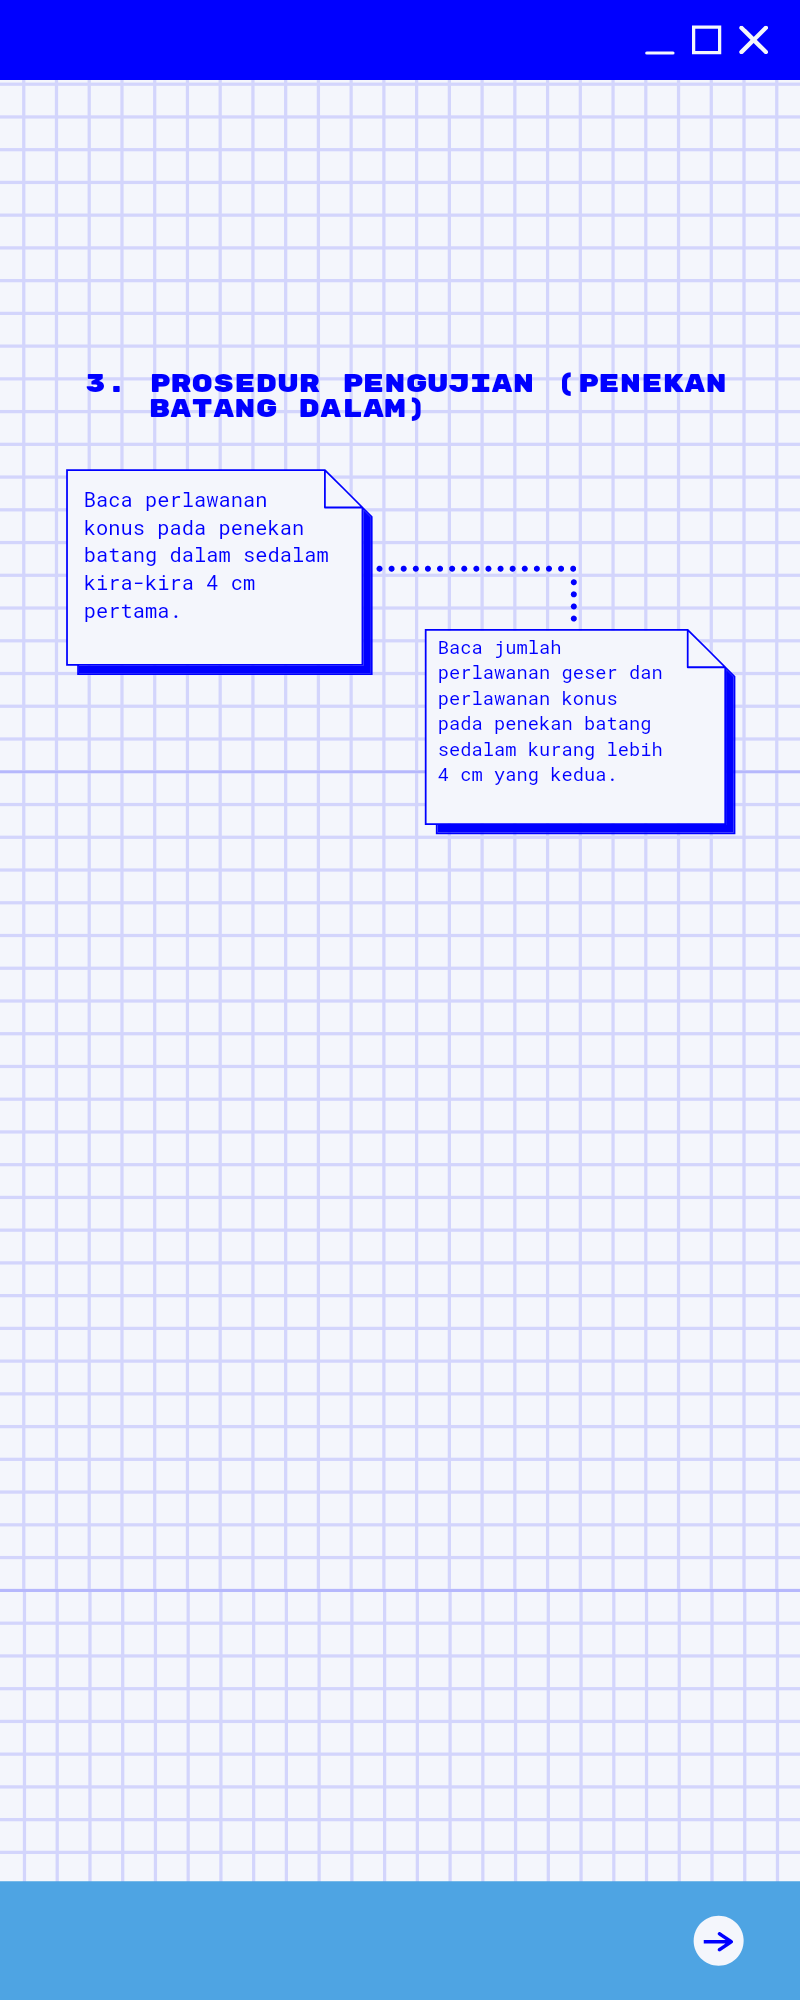 3. PROSEDUR PENGUJIAN (PENEKAN
BATANG DALAM)
Baca perlawanan
konus pada penekan
batang dalam sedalam
kira-kira 4 cm
pertama.
Baca jumlah
perlawanan geser dan
perlawanan konus
pada penekan batang
sedalam kurang lebih
4 cm yang kedua.